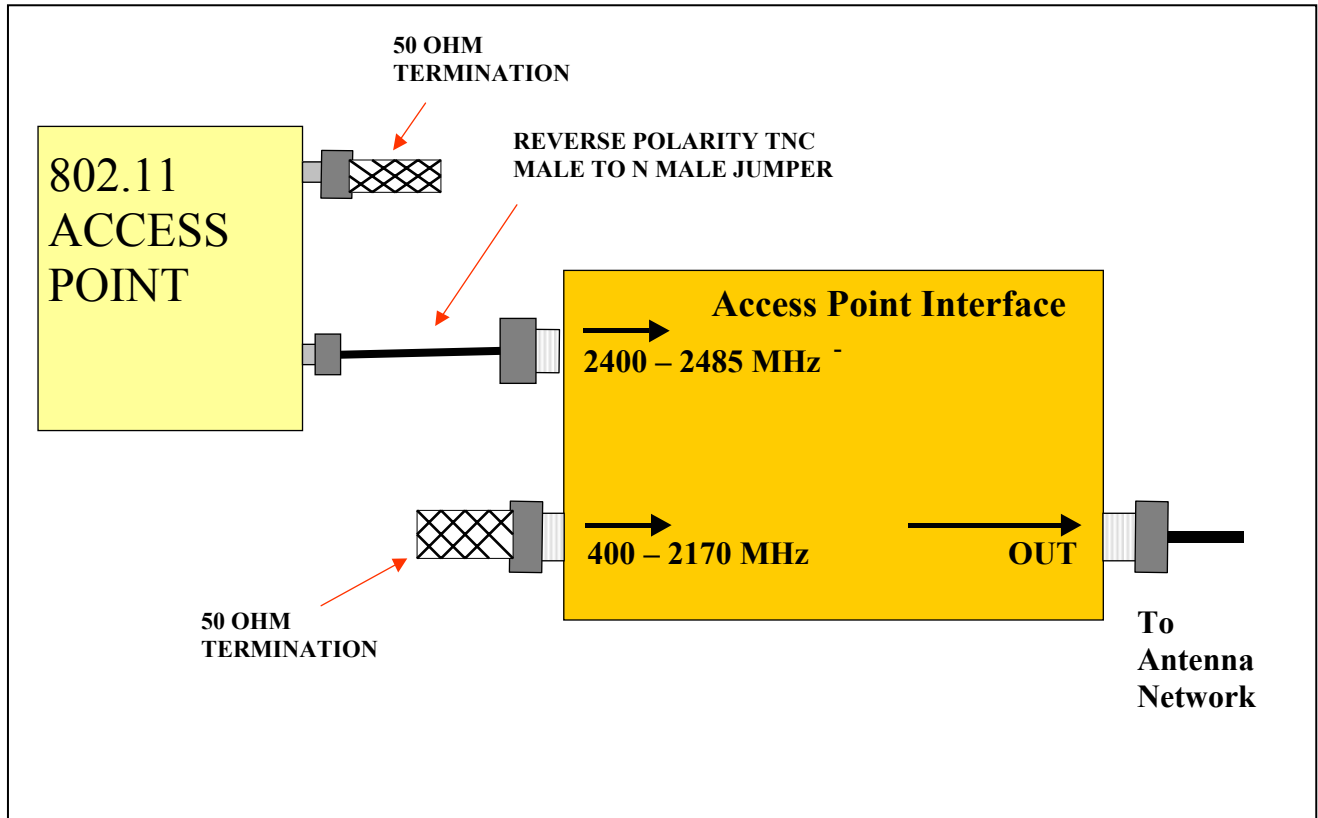 50 OHM
TERMINATION
REVERSE POLARITY TNC
MALE TO N MALE JUMPER
802.11
ACCESS
POINT
Access Point Interface
2400 – 2485 MHz -
400 – 2170 MHz
OUT
50 OHM
TERMINATION
To
Antenna
Network